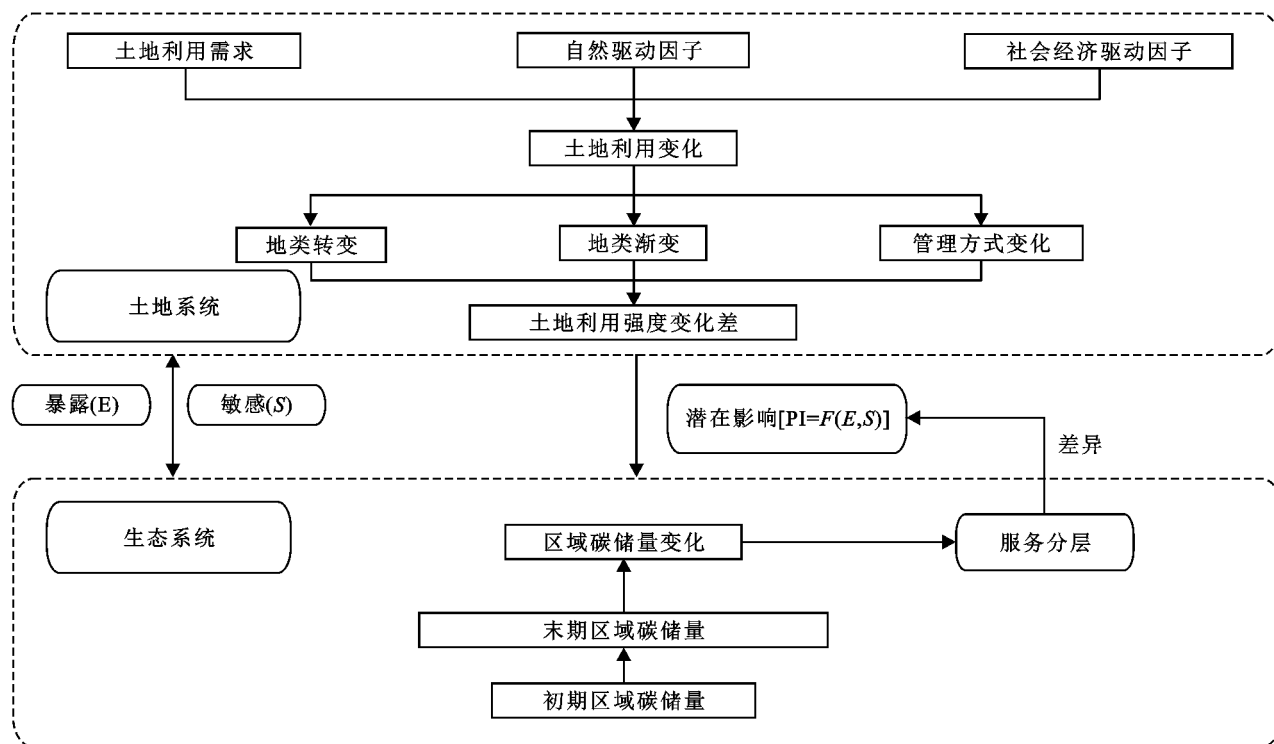 土地利用需求
自然驱动因子
社会经济驱动因子
土地利用变化
地类转变
地类渐变
管理方式变化
土地系统
土地利用强度变化差
暴露(E)
敏感(S)
潜在影响[PI=F(E,S)]
差异
生态系统
区域碳储量变化
服务分层
末期区域碳储量
初期区域碳储量